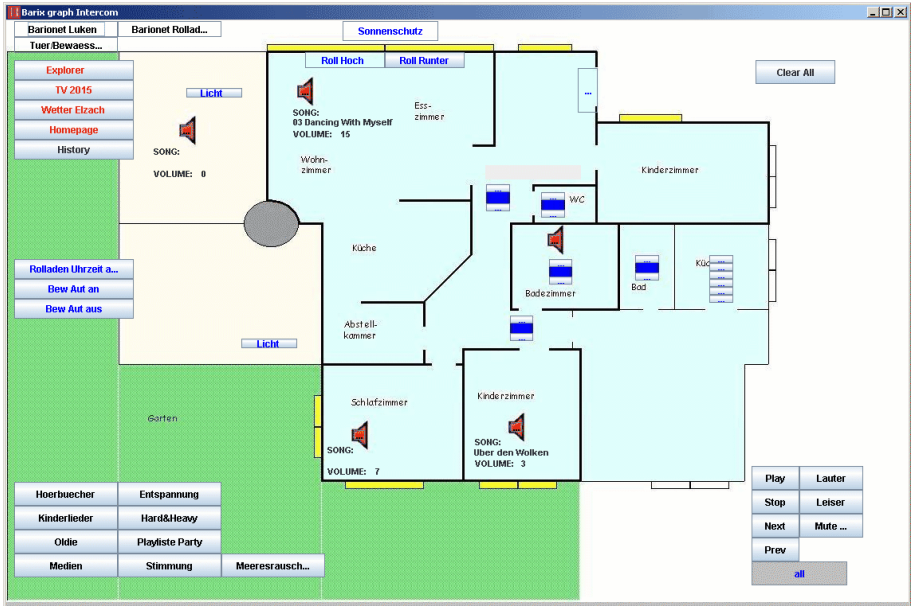 Barix graph Intercom
Barionet Luken
Barionet Rollad...
Tuer/Bewaess...
Sonnenschutz
Roll Hoch
Roll Runter
Clear All
Explorer
TV 2015
Wetter Elzach
Homepage
History
Licht
SONG:
VOLUME: 0
SONG:
03 Dancing With Myself
VOLUME: 15
Ess-
zimmer
Wohn-
zimmer
...
Kinderzimmer
WC
Küche
Badezimmer
Bad
Küc
Rolladen Uhrzeit a...
Bew Aut an
Bew Aut aus
Abstell-
kammer
Licht
Garten
Schlafzimmer
SONG:
VOLUME: 7
Kinderzimmer
SONG:
Uber den Wolken
VOLUME: 3
Hoerbuecher
Entspannung
Kinderlieder
Hard&Heavy
Oldie
Playliste Party
Medien
Stimmung
Meeresrausch...
Play
Lauter
Stop
Leiser
Next
Mute ...
Prev
all